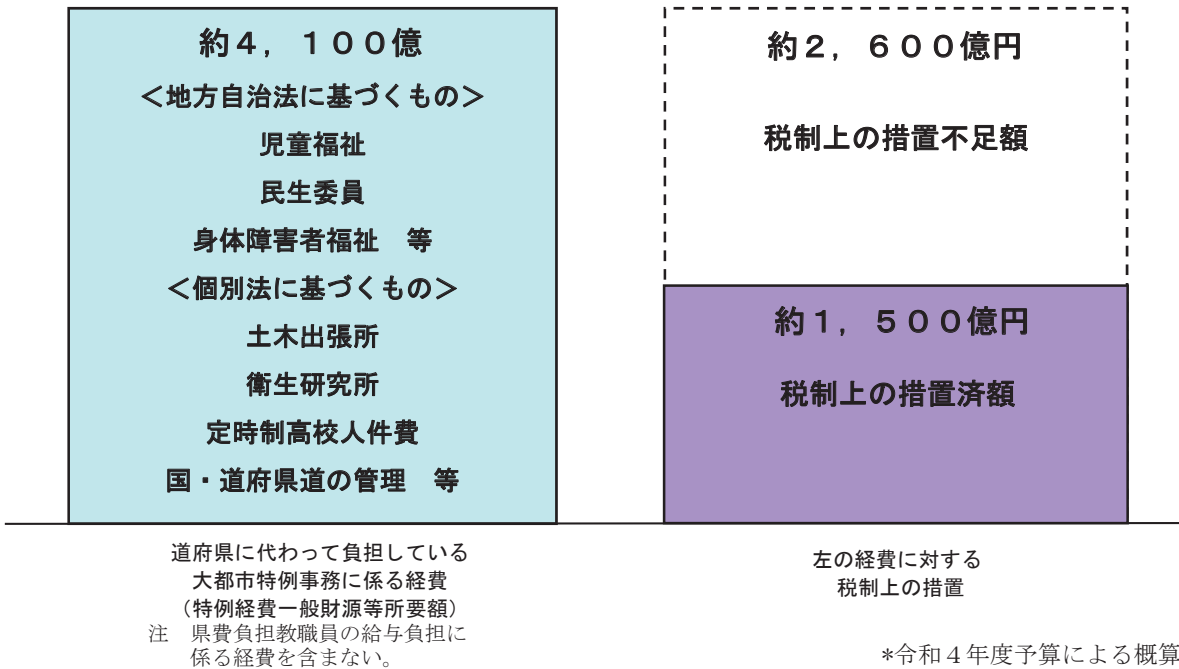 約4，100億
＜地方自治法に基づくもの＞
児童福祉
民生委員
身体障害者福祉　等
＜個別法に基づくもの＞
土木出張所
衛生研究所
定時制高校人件費
国・道府県道の管理　等
約2，600億円
税制上の措置不足額
約1，500億円
税制上の措置済額
道府県に代わって負担している
大都市特例事務に係る経費
（特例経費一般財源等所要額）
注　県費負担教職員の給与負担に
係る経費を含まない。
左の経費に対する
税制上の措置
*令和４年度予算による概算